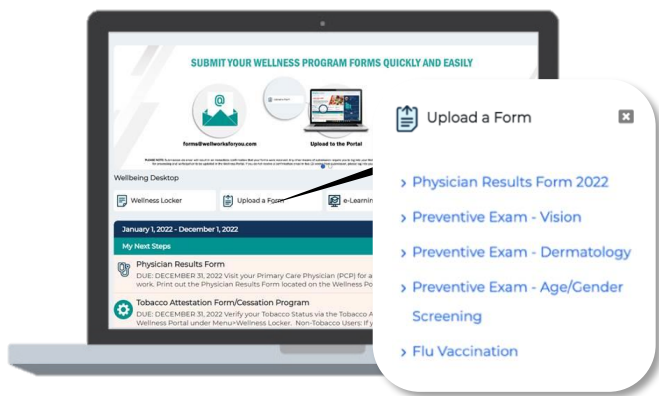 SUBMIT YOUR WELLNESS PROGRAM FORMS QUICKLY AND EASILY
@
forms@wellworksforyou.com
Upload to the Portal
Wellbeing Desktop
Wellness Locker
Upload a Form
e-Learnin
January 1, 2022 - December 1, 2022
My Next Steps
Physician Results Form
DUE: DECEMBER 31, 2022 Visit your Primary Care Physician (PCP) for a
work. Print out the Physician Results Form located on the Wellness Po
Tobacco Attestation Form/Cessation Program
DUE: DECEMBER 31, 2022 Verify your Tobacco Status via the Tobacco A
Wellness Portal under Menu>Wellness Locker. Non-Tobacco Users: If y
Upload a Form
> Physician Results Form 2022
> Preventive Exam - Vision
> Preventive Exam - Dermatology
> Preventive Exam - Age/Gender
Screening
> Flu Vaccination